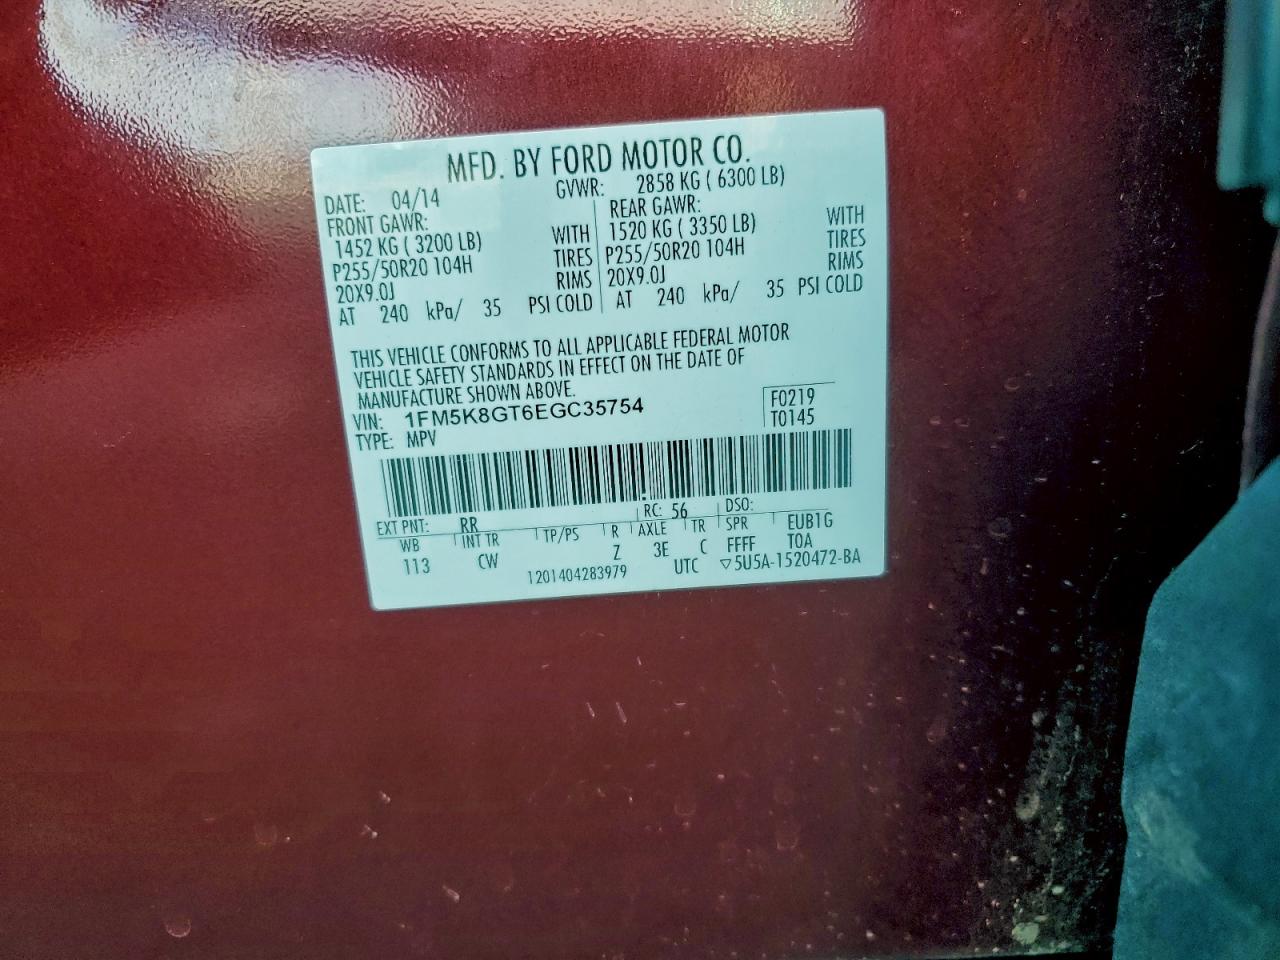 MFD. BY FORD MOTOR CO.
DATE: 04/14 GVWR: 2858 KG ( 6300 LB)
FRONT GAWR: REAR GAWR:
1452 KG ( 3200 LB) WITH 1520 KG ( 3350 LB) WITH
P255/50R20 104H TIRES P255/50R20 104H TIRES
20X9.0J RIMS 20X9.0J RIMS
AT 240 kPa/ 35 PSI COLD AT 240 kPa/ 35 PSI COLD
THIS VEHICLE CONFORMS TO ALL APPLICABLE FEDERAL MOTOR
VEHICLE SAFETY STANDARDS IN EFFECT ON THE DATE OF
MANUFACTURE SHOWN ABOVE.
VIN: 1FM5K8GT6EGC35754 F0219
TYPE: MPV T0145
EXT PNT: RR RC: 56 DSO:
WB INT TR TP/PS R AXLE TR SPR EUB1G
113 CW Z 3E C FFFF TOA
1201404283979 UTC ▽5U5A-1520472-BA